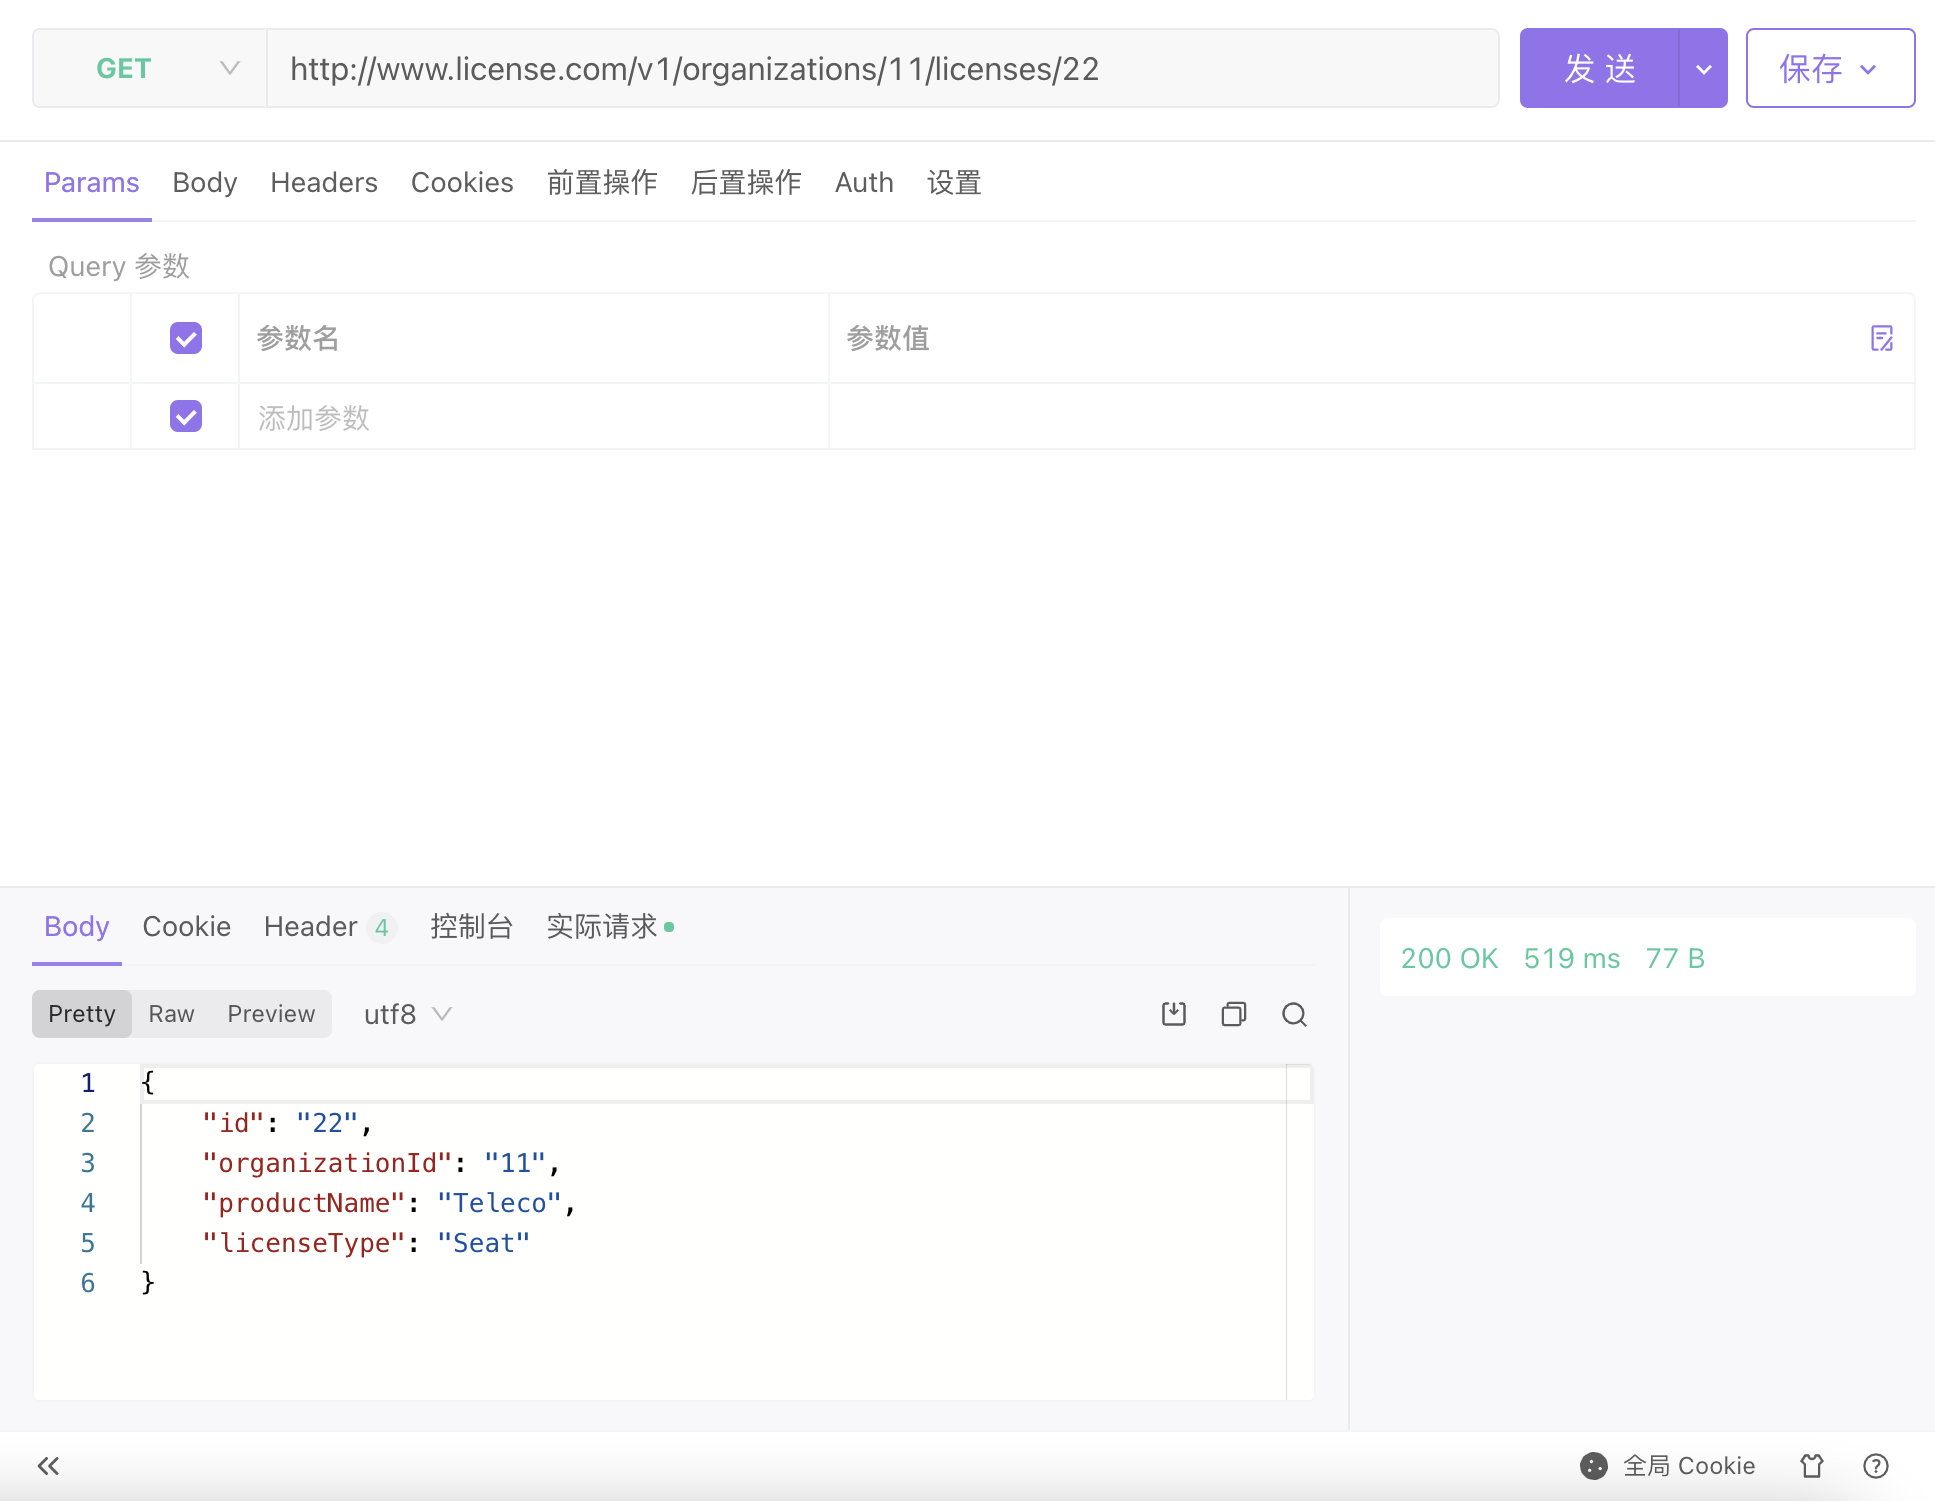 GET http://www.license.com/v1/organizations/11/licenses/22 发 送 保存
Params Body Headers Cookies 前置操作 后置操作 Auth 设置
Query 参数
参数名 参数值
添加参数
Body Cookie Header 4 控制台 实际请求
200 OK 519 ms 77 B
Pretty Raw Preview utf8
1 {
2 "id": "22",
3 "organizationId": "11",
4 "productName": "Teleco",
5 "licenseType": "Seat"
6 }
全局 Cookie